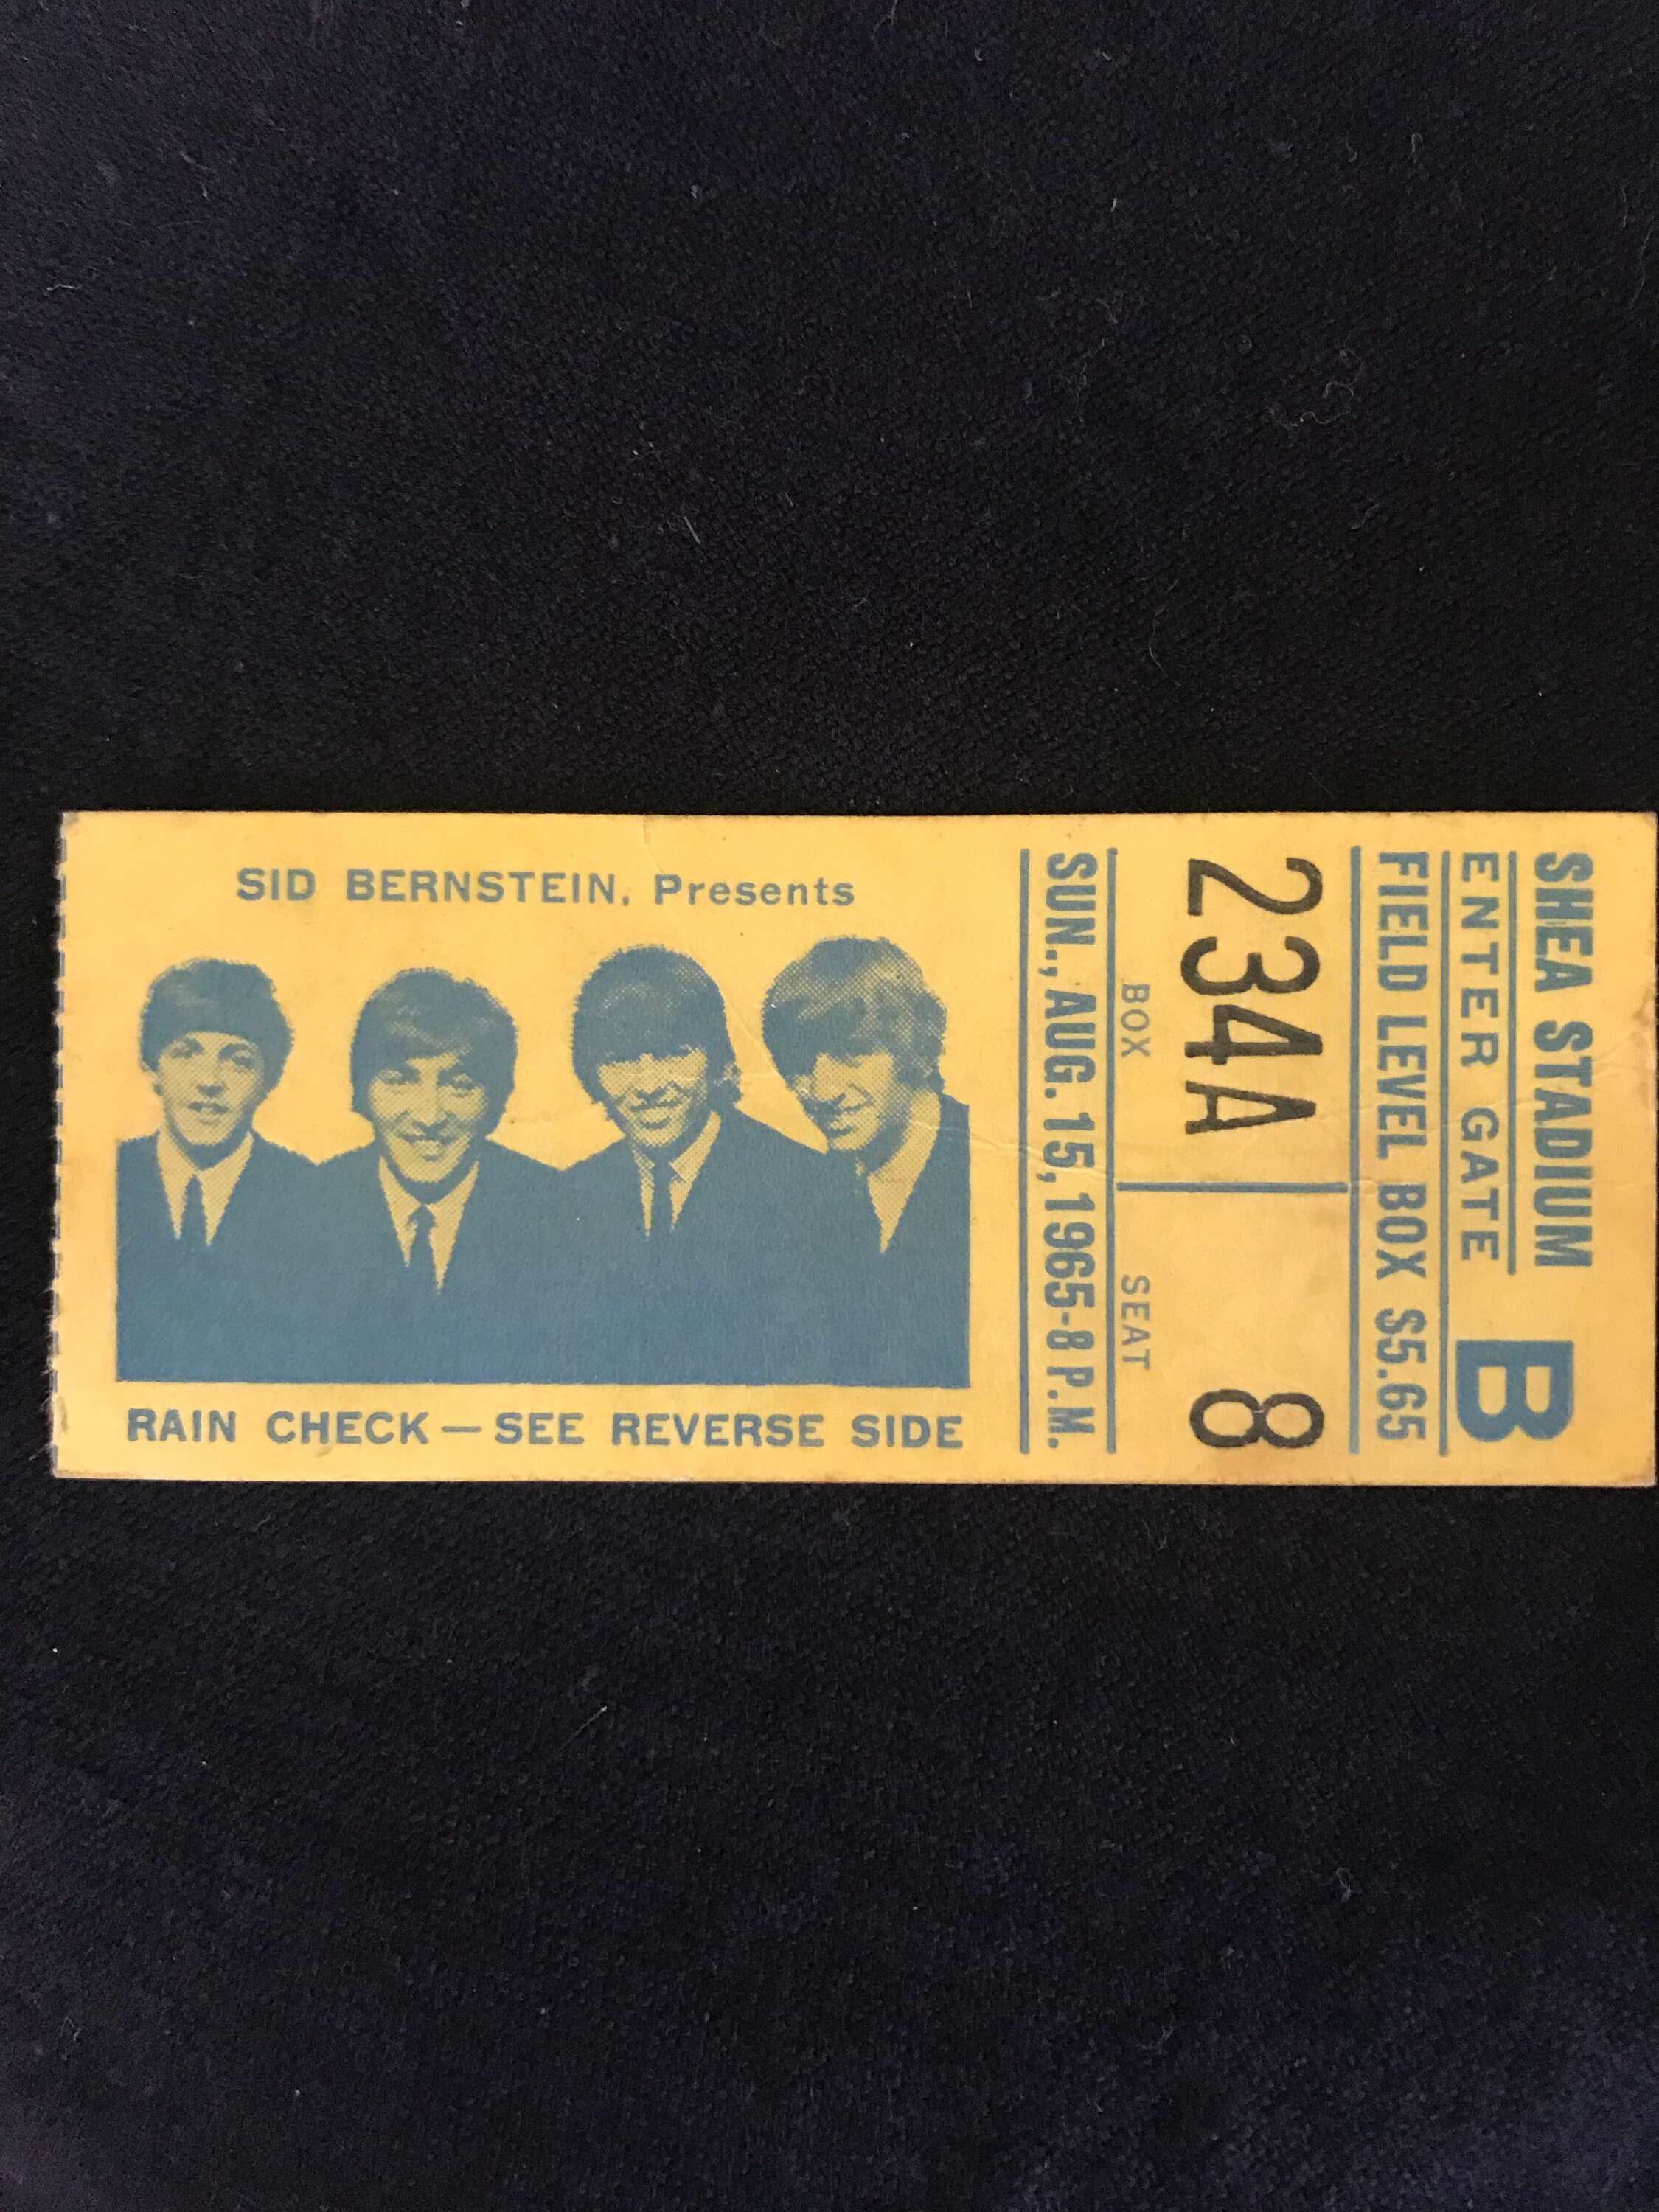 SID BERNSTEIN, Presents
RAIN CHECK — SEE REVERSE SIDE
SHEA STADIUM
ENTER GATE B
FIELD LEVEL BOX $5.65
234A 8
BOX SEAT
SUN., AUG. 15, 1965-8 P.M.